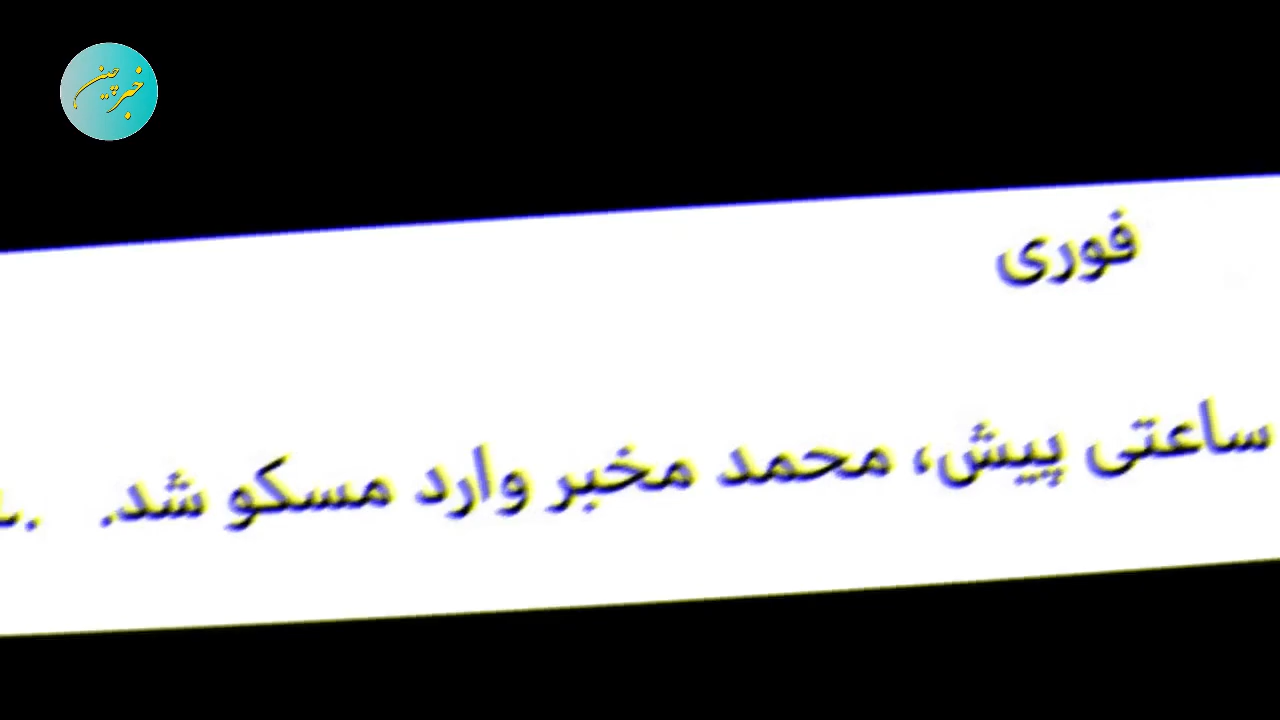 خبرچین
فوری
ساعتی پیش، محمد مخبر وارد مسکو شد.